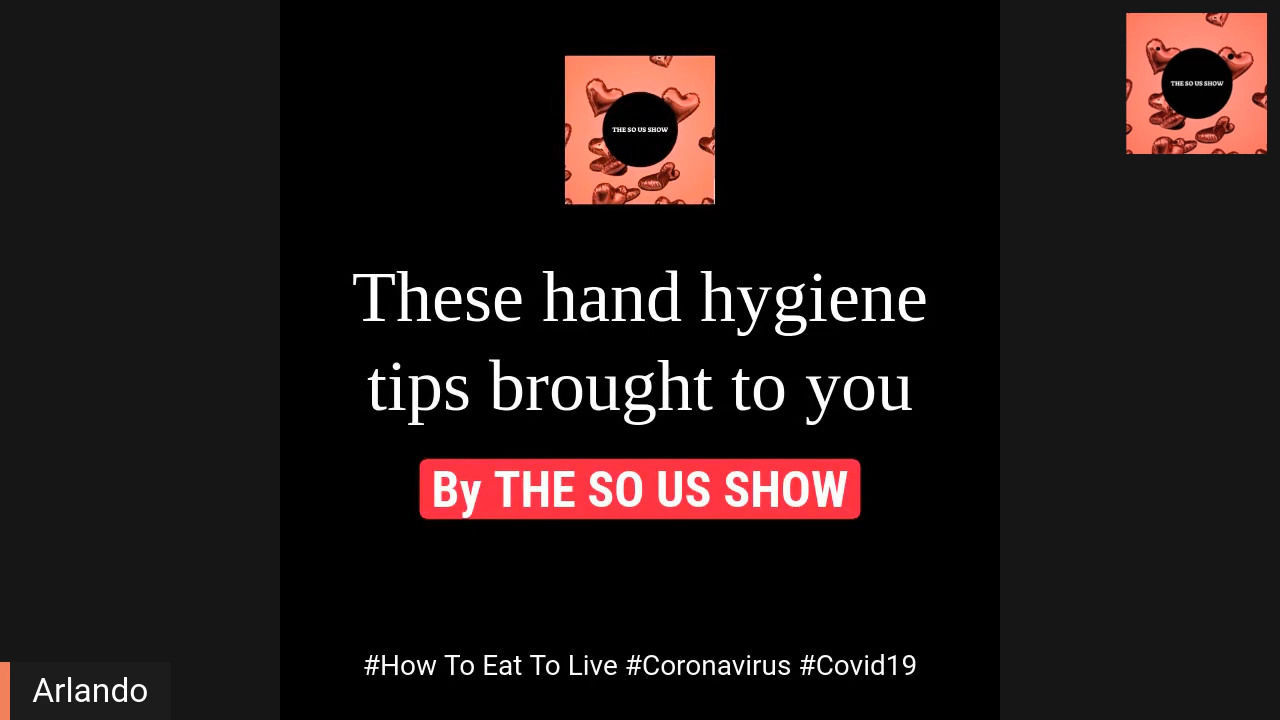 THE SO US SHOW
THE SO US SHOW
These hand hygiene
tips brought to you
By THE SO US SHOW
#How To Eat To Live #Coronavirus #Covid19
Arlando